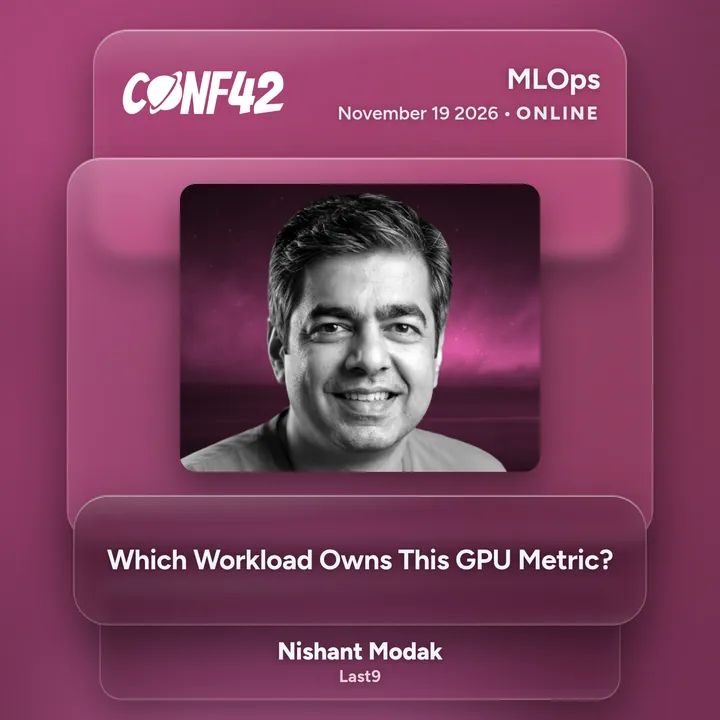 CONF42
MLOps
November 19 2026 • ONLINE
Which Workload Owns This GPU Metric?
Nishant Modak
Last9